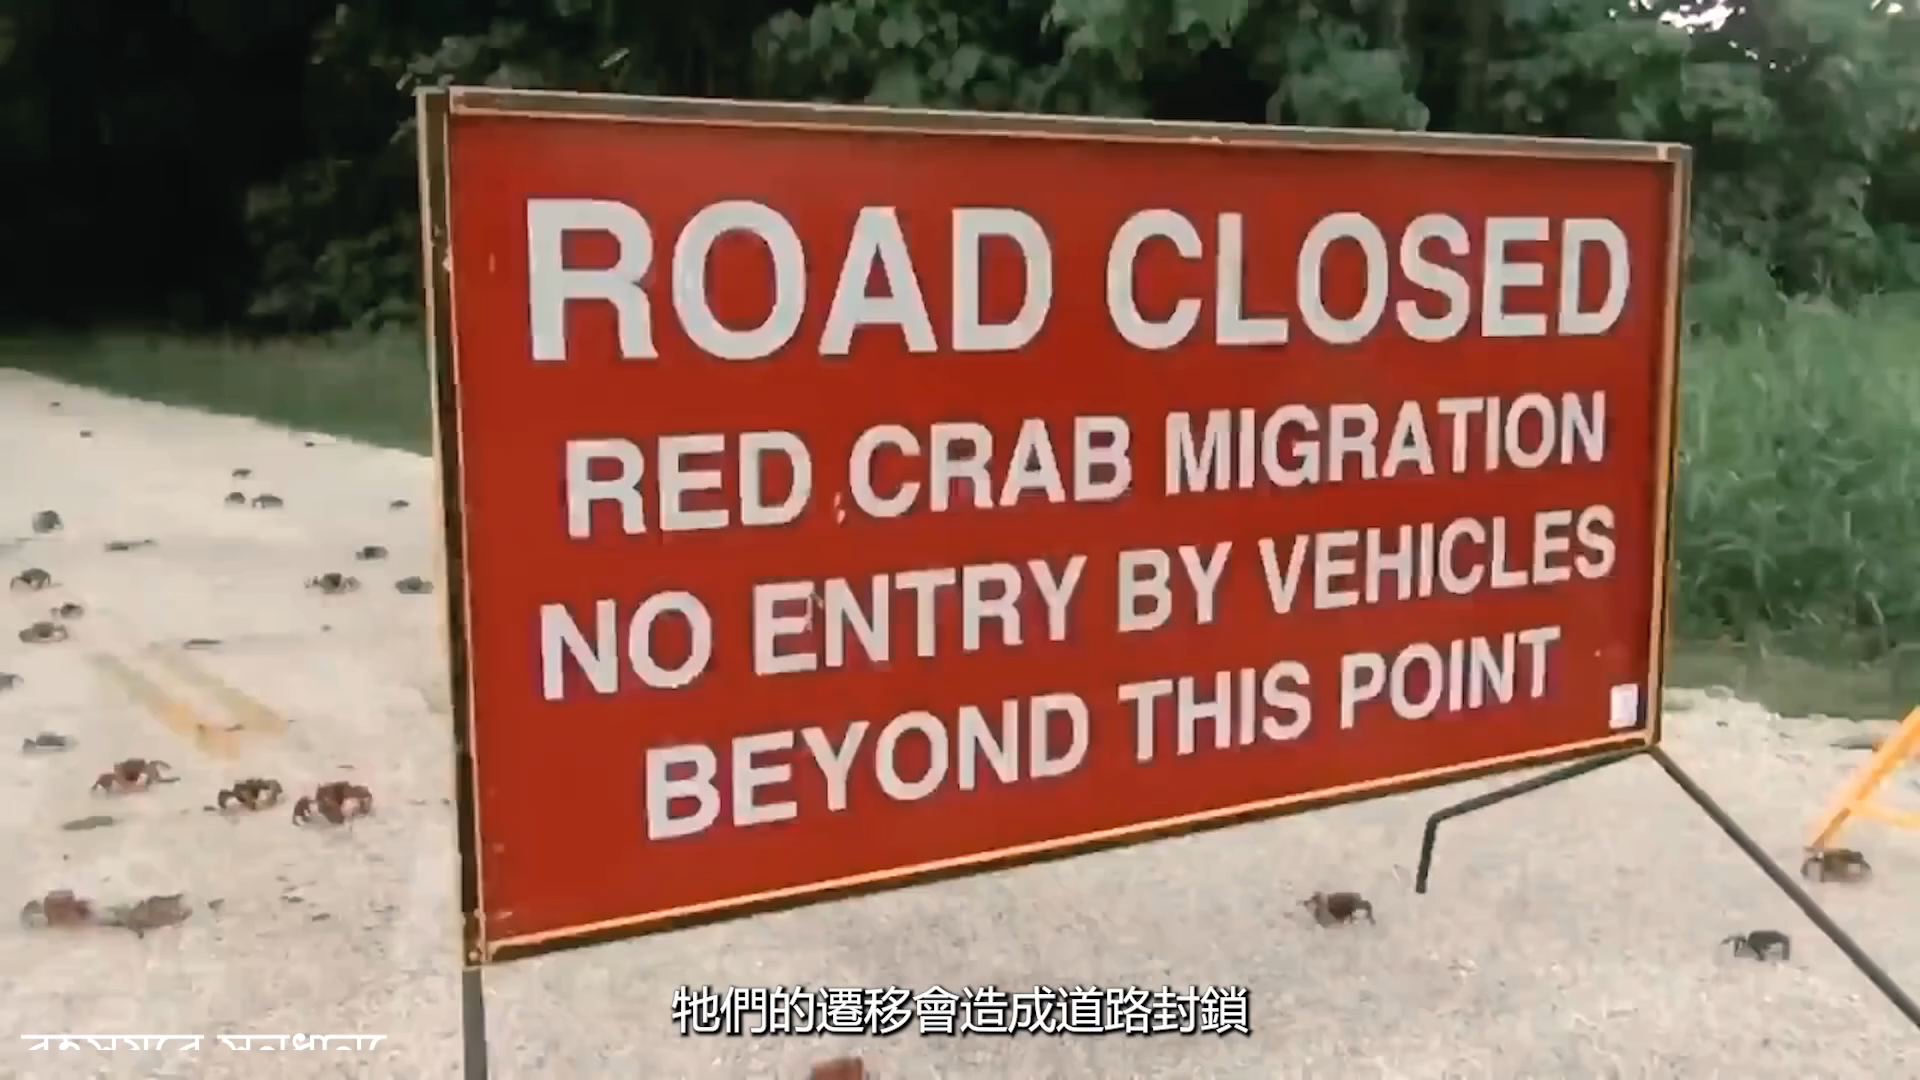 ROAD CLOSED
RED CRAB MIGRATION
NO ENTRY BY VEHICLES
BEYOND THIS POINT
牠們的遷移會造成道路封鎖